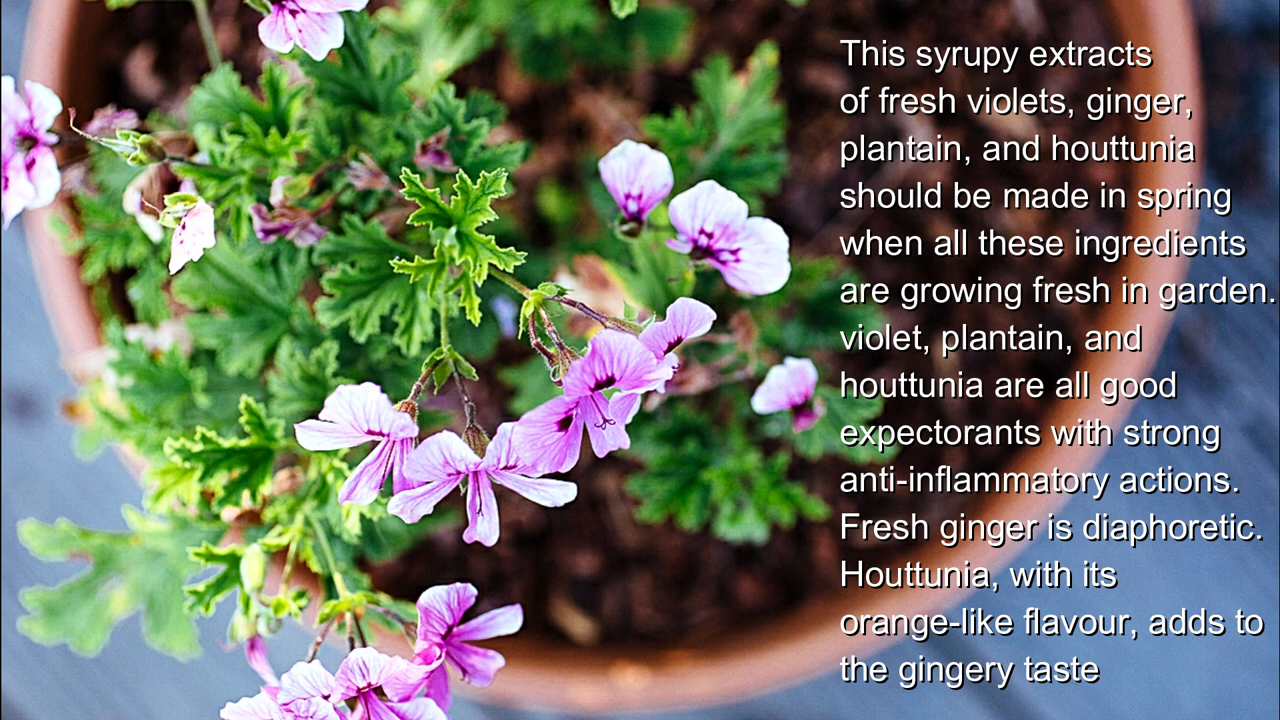 This syrupy extracts
of fresh violets, ginger,
plantain, and houttunia
should be made in spring
when all these ingredients
are growing fresh in garden.
violet, plantain, and
houttunia are all good
expectorants with strong
anti-inflammatory actions.
Fresh ginger is diaphoretic.
Houttunia, with its
orange-like flavour, adds to
the gingery taste